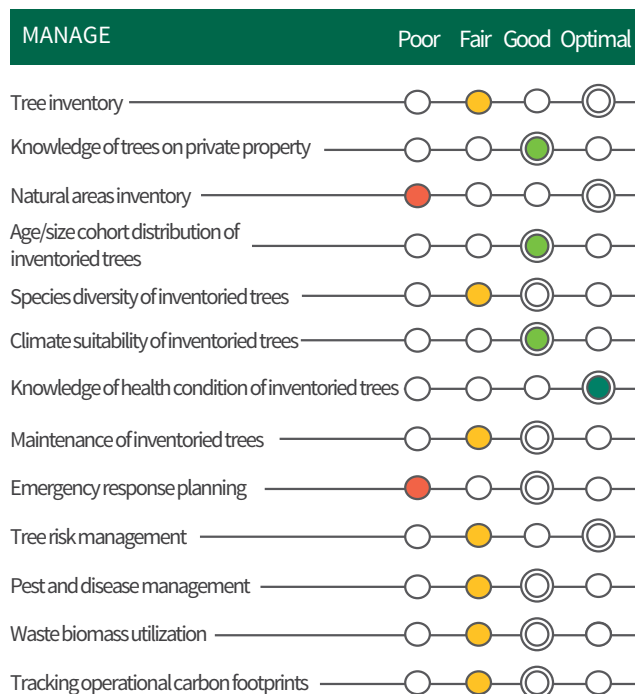 MANAGE Poor Fair Good Optimal
Tree inventory
Knowledge of trees on private property
Natural areas inventory
Age/size cohort distribution of
inventoried trees
Species diversity of inventoried trees
Climate suitability of inventoried trees
Knowledge of health condition of inventoried trees
Maintenance of inventoried trees
Emergency response planning
Tree risk management
Pest and disease management
Waste biomass utilization
Tracking operational carbon footprints